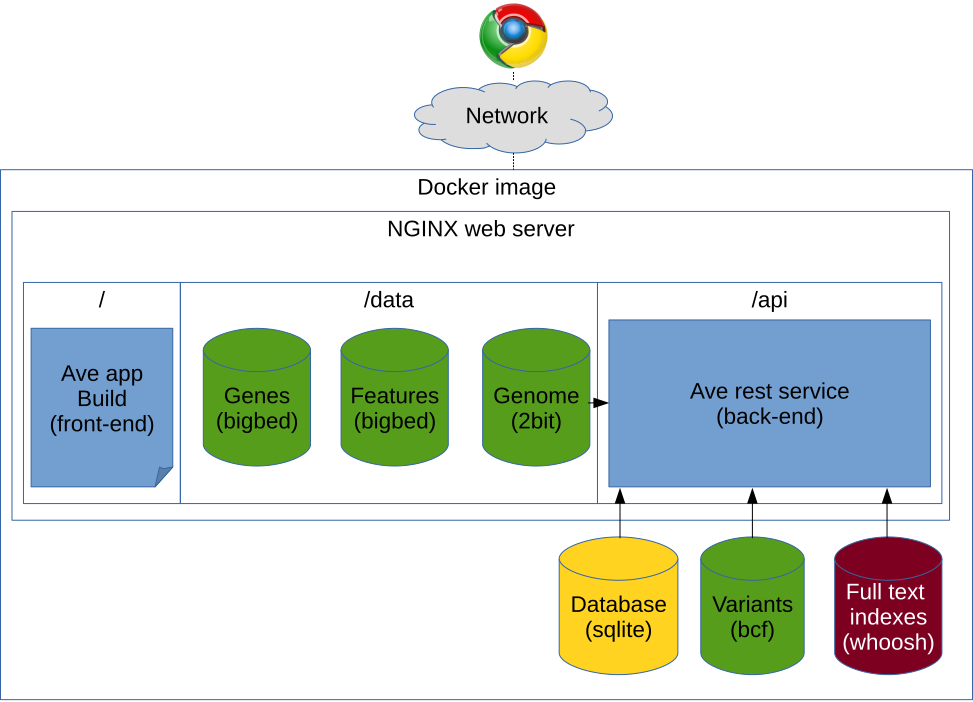 Network
Docker image
NGINX web server
/
/data
/api
Ave app
Build
(front-end)
Genes
(bigbed)
Features
(bigbed)
Genome
(2bit)
Ave rest service
(back-end)
Database
(sqlite)
Variants
(bcf)
Full text
indexes
(whoosh)